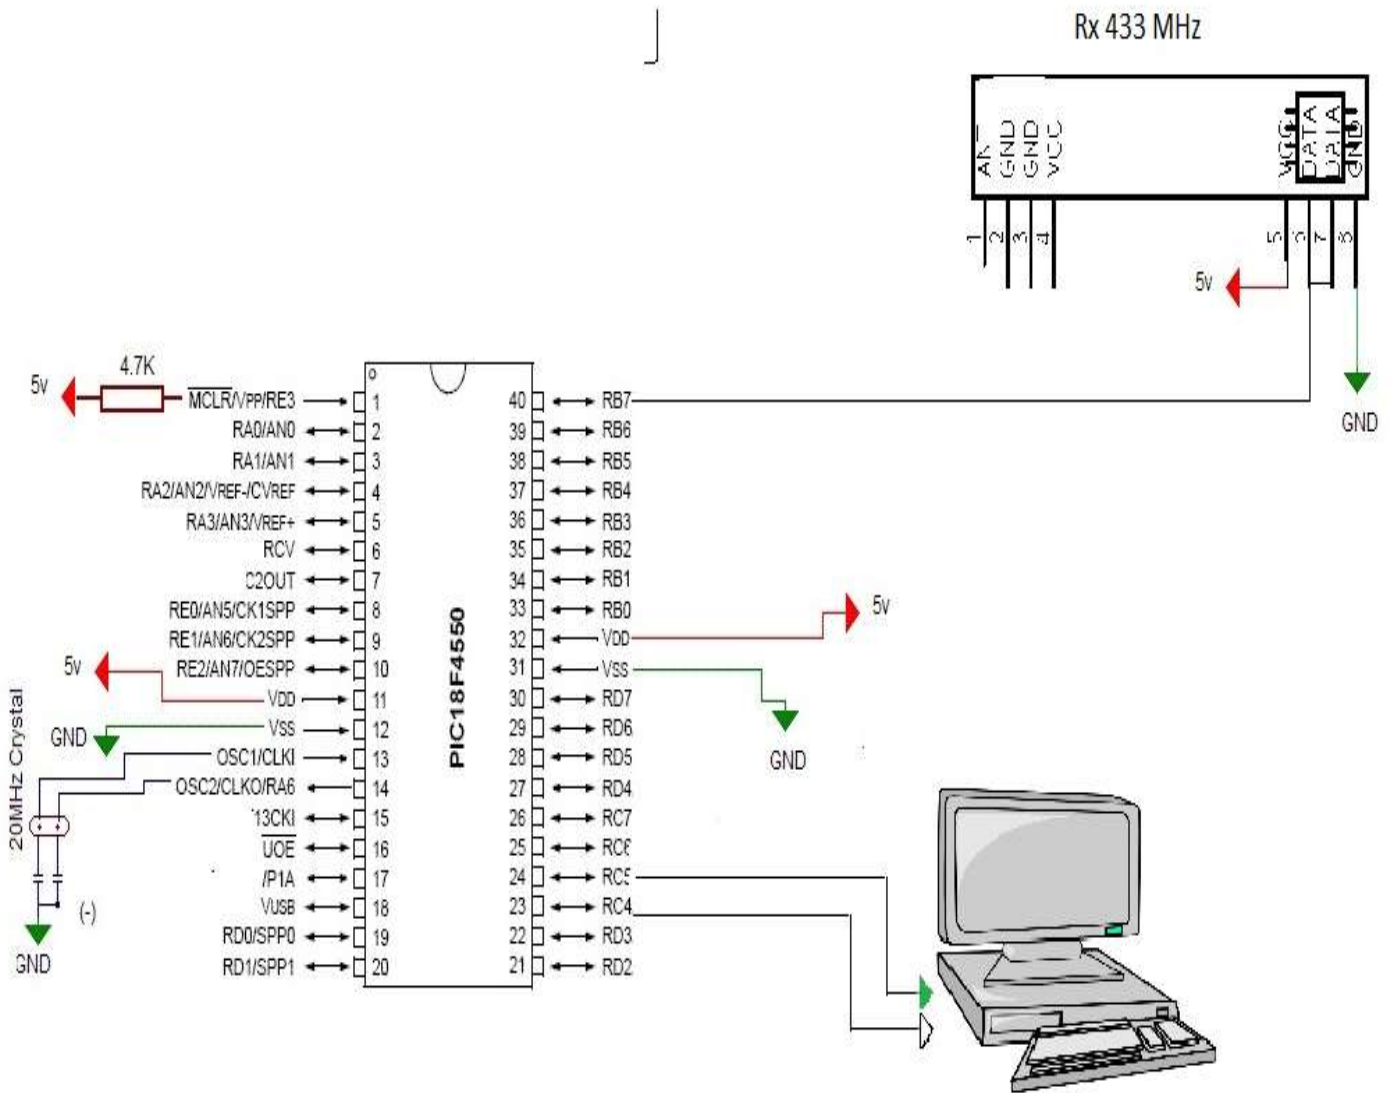 Rx 433 MHz
ANT
GND
GND
VCC
VCC
DATA
DATA
GND
1
2
3
4
5
7
8
5v
GND
5v
4.7K
MCLR/VPP/RE3
1
40
RB7
RA0/AN0
2
39
RB6
RA1/AN1
3
38
RB5
RA2/AN2/VREF-/CVREF
4
37
RB4
RA3/AN3/VREF+
5
36
RB3
RCV
6
35
RB2
C2OUT
7
34
RB1
RE0/AN5/CK1SPP
8
33
RB0
5v
RE1/AN6/CK2SPP
9
32
VDD
5v
RE2/AN7/OESPP
10
31
VSS
VDD
11
30
RD7
GND
VSS
12
29
RD6
GND
OSC1/CLKI
13
28
RD5
OSC2/CLKO/RA6
14
27
RD4
13CKI
15
26
RC7
UOE
16
25
RC6
/P1A
17
24
RC5
VUSB
18
23
RC4
RD0/SPP0
19
22
RD3
RD1/SPP1
20
21
RD2
PIC18F4550
20MHz Crystal
(-)
GND